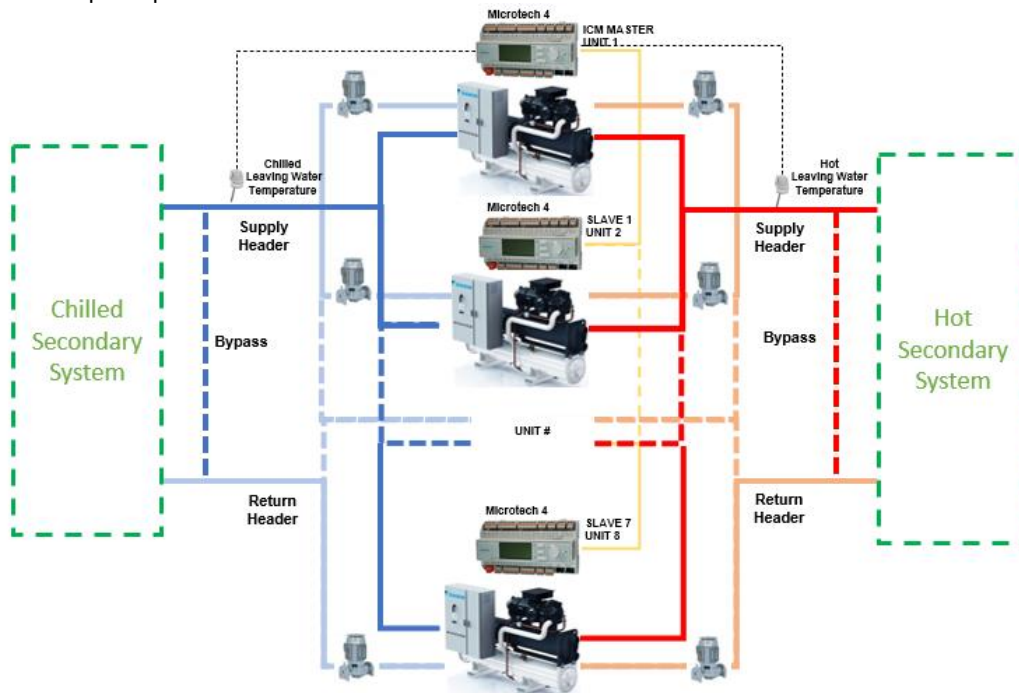 Microtech 4
ICM MASTER
UNIT 1
Chilled
Leaving Water
Temperature
Hot
Leaving Water
Temperature
Microtech 4
SLAVE 1
UNIT 2
Supply
Header
Supply
Header
Chilled
Secondary
System
Bypass
Bypass
Hot
Secondary
System
UNIT #
Return
Header
Return
Header
Microtech 4
SLAVE 7
UNIT 8